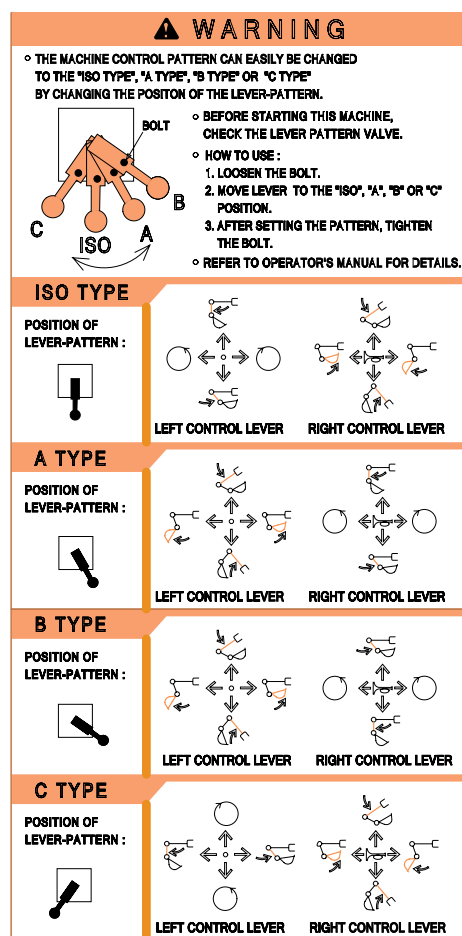 WARNING
THE MACHINE CONTROL PATTERN CAN EASILY BE CHANGED
TO THE "ISO TYPE", "A TYPE", "B TYPE" OR "C TYPE"
BY CHANGING THE POSITON OF THE LEVER-PATTERN.
BOLT
B
C
ISO
A
BEFORE STARTING THIS MACHINE,
CHECK THE LEVER PATTERN VALVE.
HOW TO USE :
1. LOOSEN THE BOLT.
2. MOVE LEVER TO THE "ISO", "A", "B" OR "C"
POSITION.
3. AFTER SETTING THE PATTERN, TIGHTEN
THE BOLT.
REFER TO OPERATOR'S MANUAL FOR DETAILS.
ISO TYPE
POSITION OF
LEVER-PATTERN :
LEFT CONTROL LEVER
RIGHT CONTROL LEVER
A TYPE
POSITION OF
LEVER-PATTERN :
LEFT CONTROL LEVER
RIGHT CONTROL LEVER
B TYPE
POSITION OF
LEVER-PATTERN :
LEFT CONTROL LEVER
RIGHT CONTROL LEVER
C TYPE
POSITION OF
LEVER-PATTERN :
LEFT CONTROL LEVER
RIGHT CONTROL LEVER